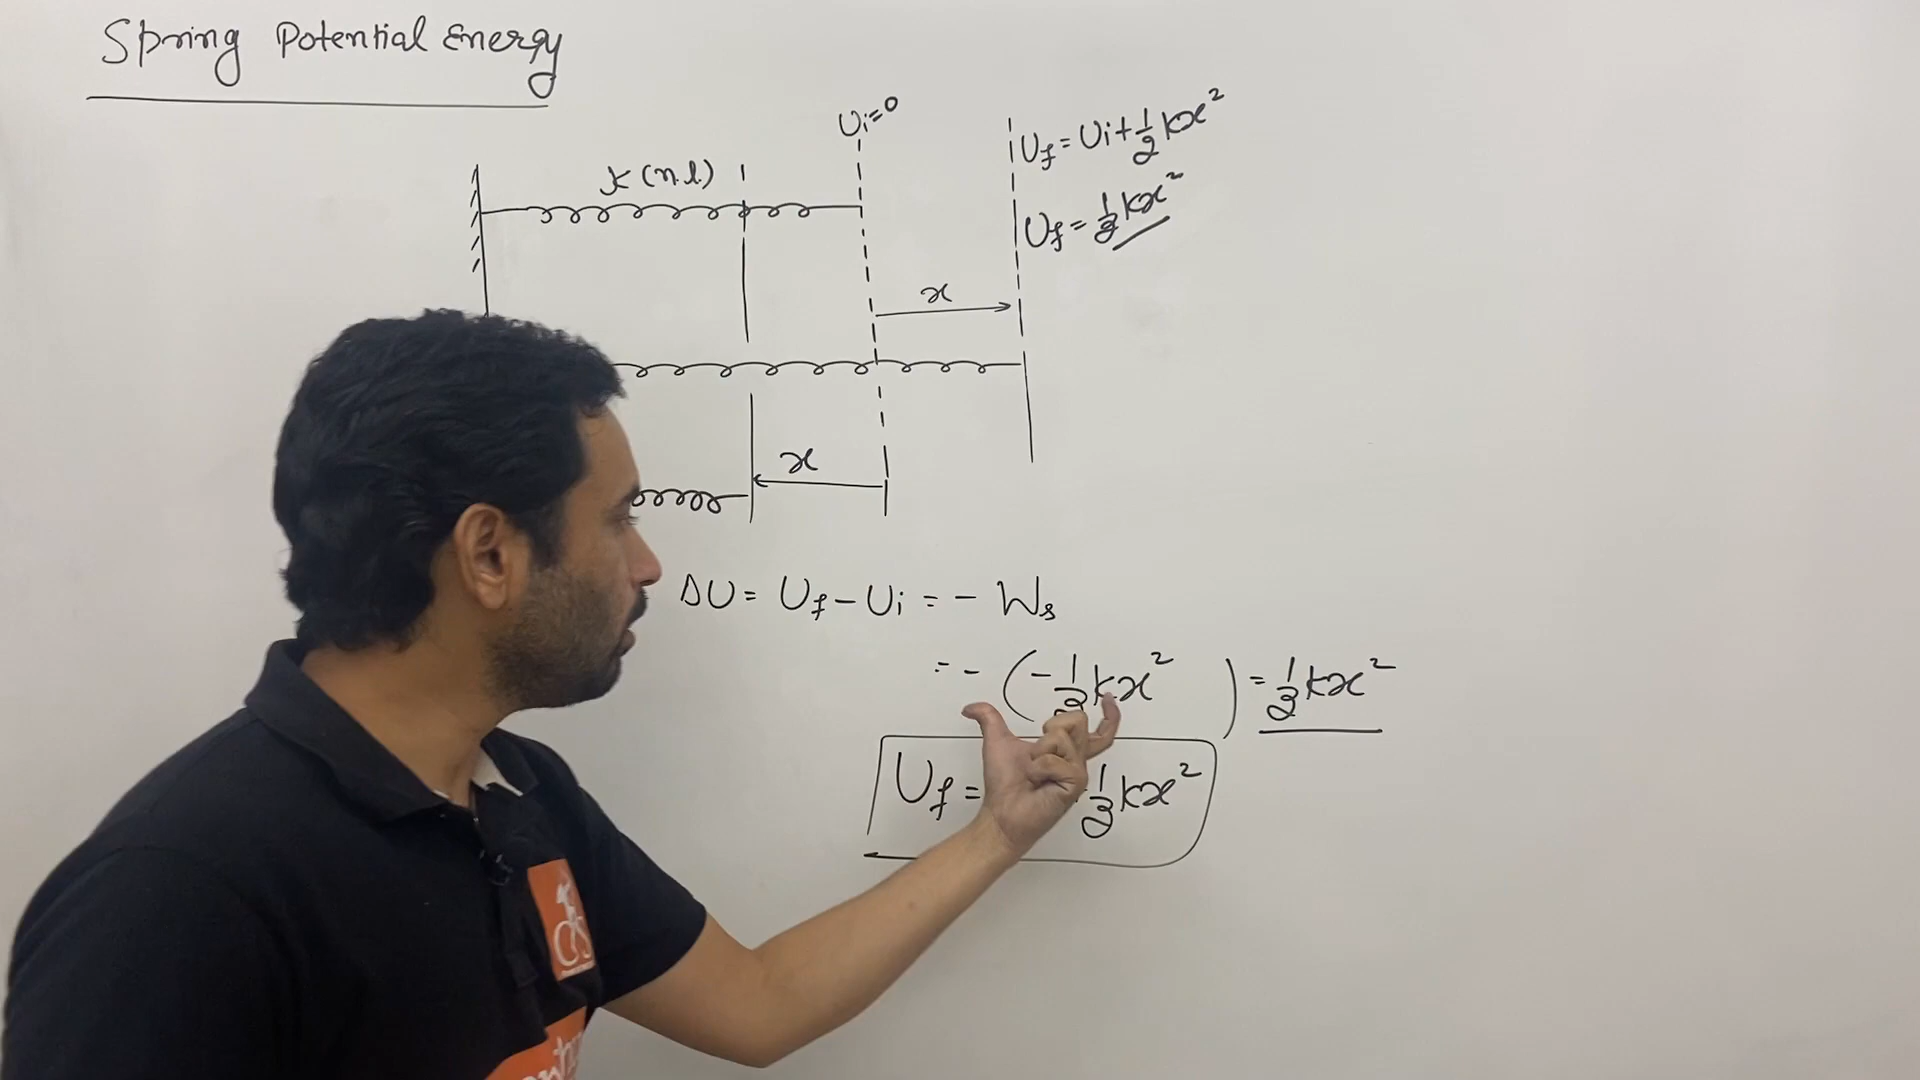 Spring Potential Energy
Ui=0
Uf = Ui + 1/2 kx²
k (n.l.)
Uf = 1/2 kx²
x
x
ΔU = Uf - Ui = - Ws
= - ( - 1/2 kx² ) = 1/2 kx²
Uf = 1/2 kx²